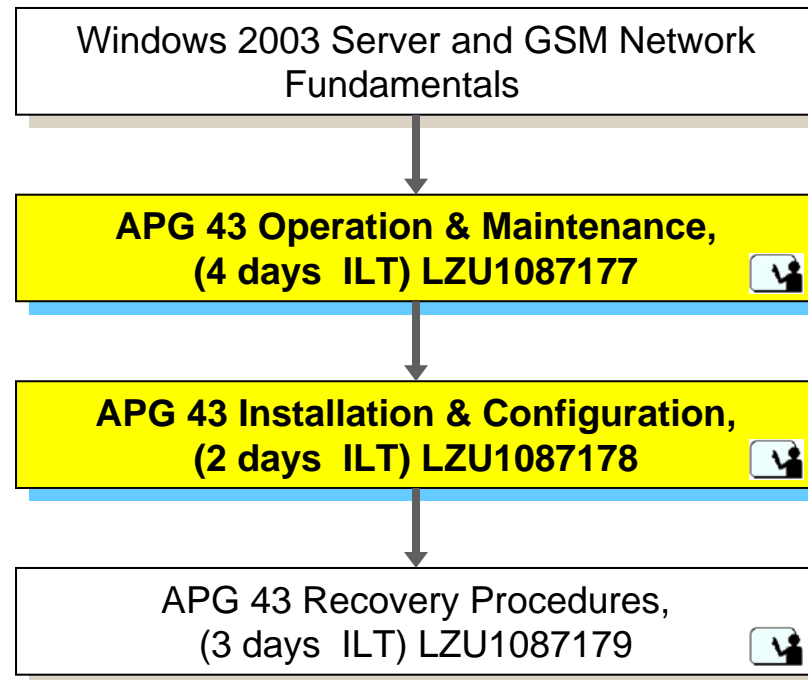 Windows 2003 Server and GSM Network
Fundamentals
APG 43 Operation & Maintenance,
(4 days ILT) LZU1087177
APG 43 Installation & Configuration,
(2 days ILT) LZU1087178
APG 43 Recovery Procedures,
(3 days ILT) LZU1087179